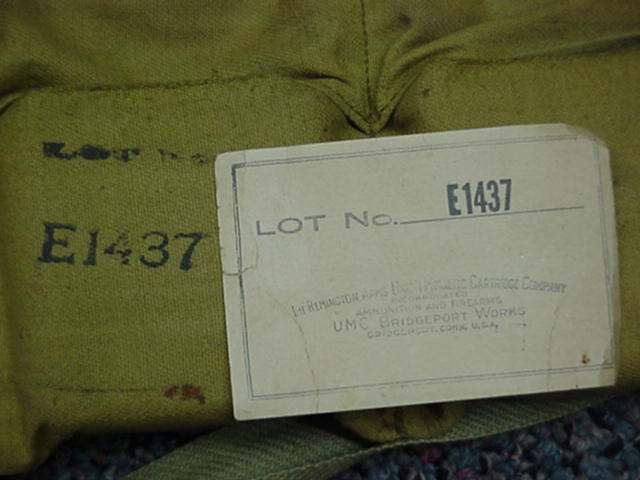 E1437
LOT No. E1437
THE REMINGTON ARMS UNION METALLIC CARTRIDGE COMPANY
INCORPORATED
AMMUNITION AND FIREARMS
UMC BRIDGEPORT WORKS
BRIDGEPORT, CONN. U.S.A.